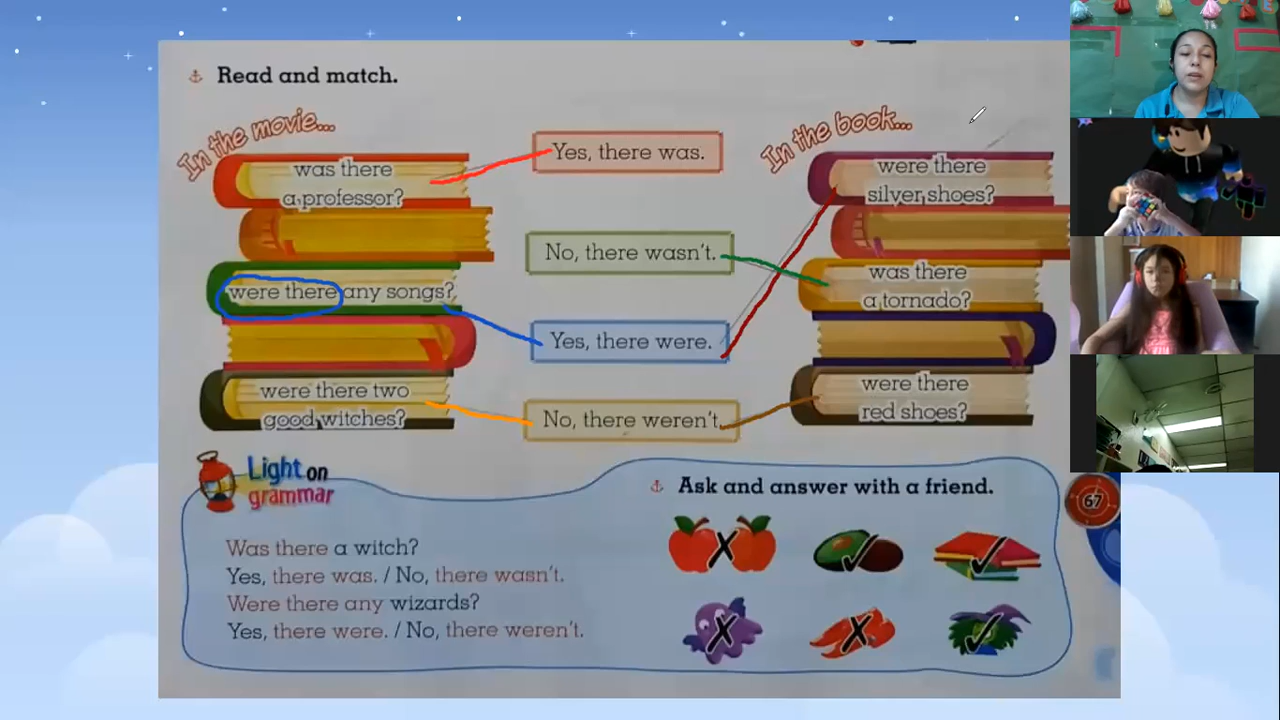 Read and match.
In the movie...
was there
a professor?
were there any songs?
were there two
good witches?
Yes, there was.
No, there wasn't.
Yes, there were.
No, there weren't.
In the book...
were there
silver shoes?
was there
a tornado?
were there
red shoes?
Light on
grammar
Was there a witch?
Yes, there was. / No, there wasn't.
Were there any wizards?
Yes, there were. / No, there weren't.
Ask and answer with a friend.
67